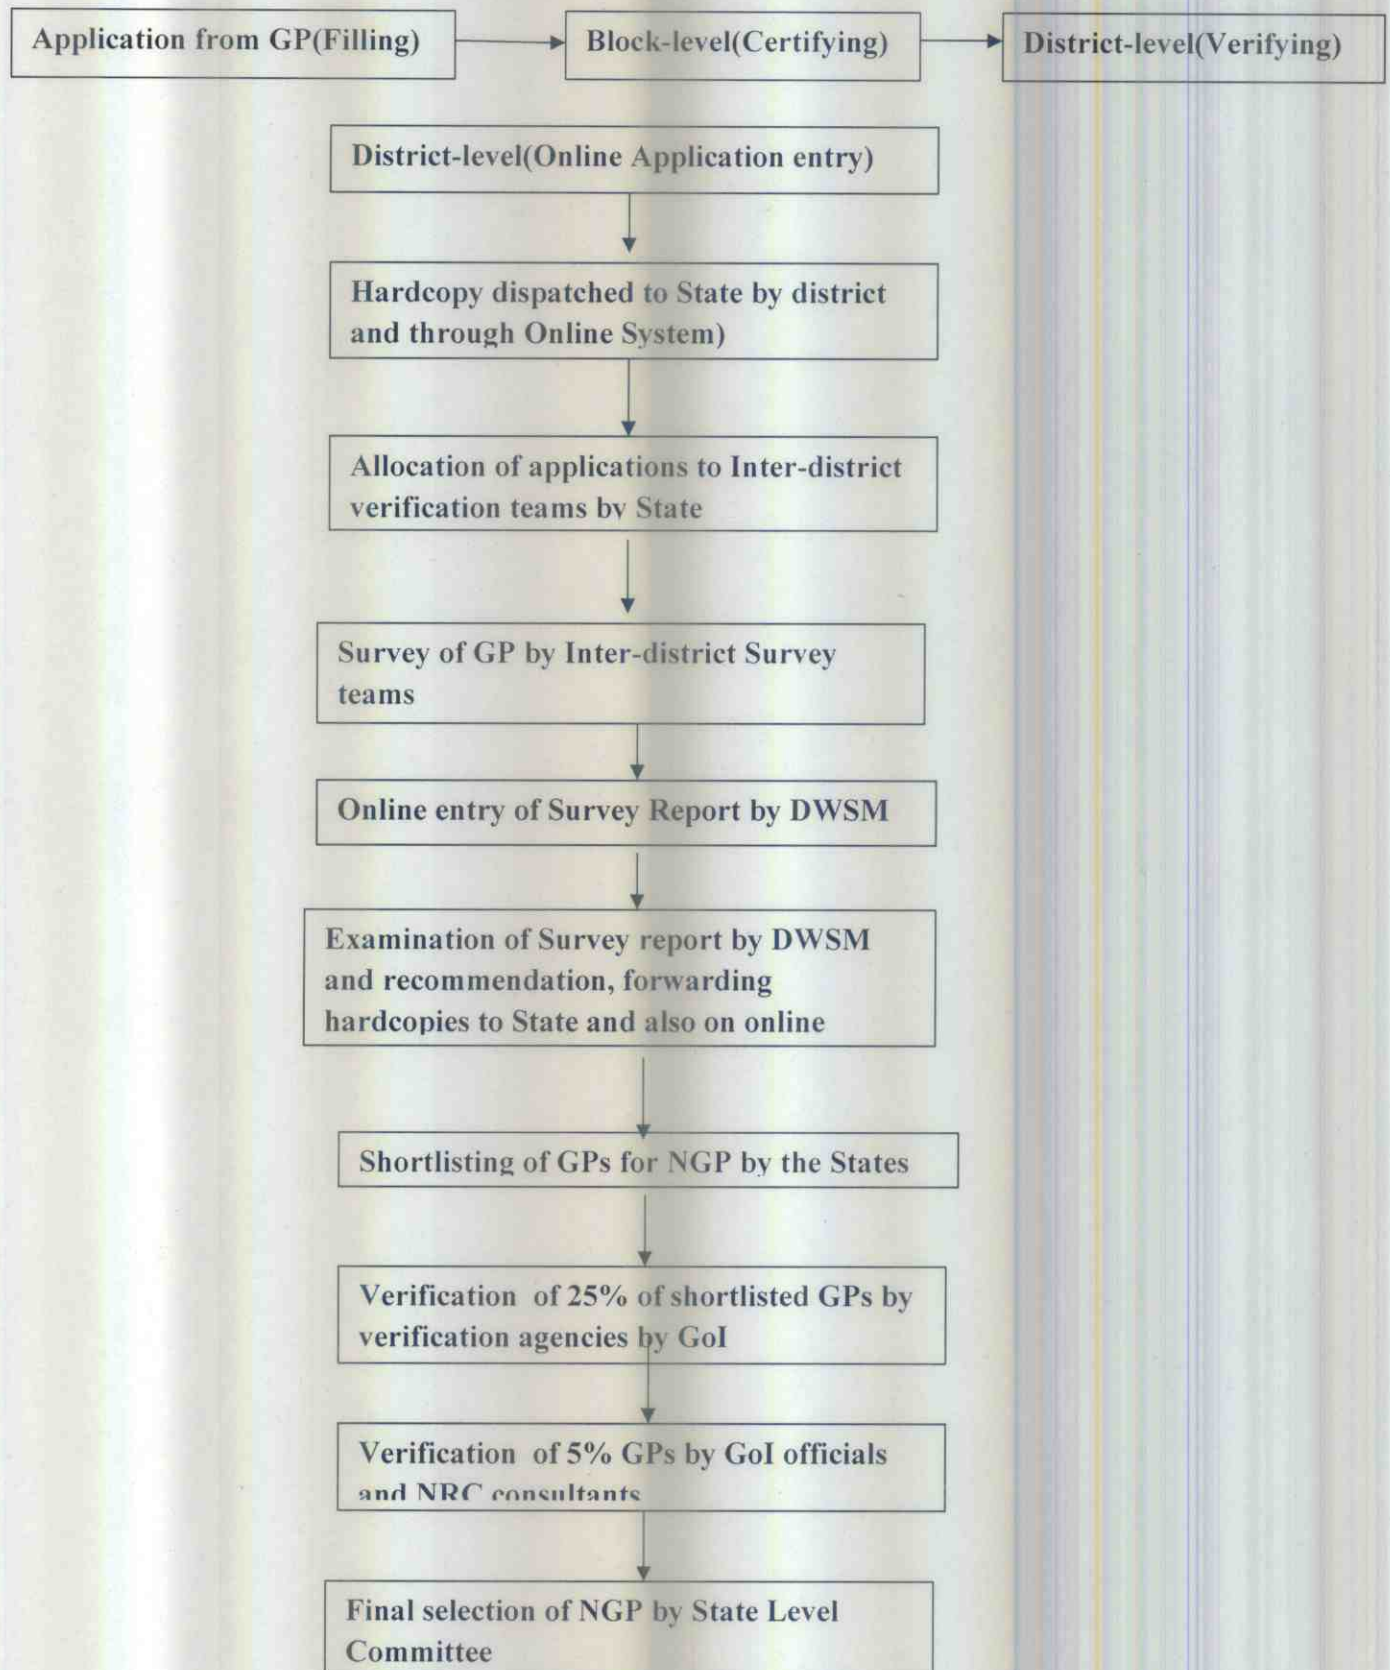 Application from GP(Filling)
Block-level(Certifying)
District-level(Verifying)
District-level(Online Application entry)
Hardcopy dispatched to State by district
and through Online System)
Allocation of applications to Inter-district
verification teams by State
Survey of GP by Inter-district Survey
teams
Online entry of Survey Report by DWSM
Examination of Survey report by DWSM
and recommendation, forwarding
hardcopies to State and also on online
Shortlisting of GPs for NGP by the States
Verification  of 25% of shortlisted GPs by
verification agencies by GoI
Verification  of 5% GPs by GoI officials
and NRC consultants
Final selection of NGP by State Level
Committee